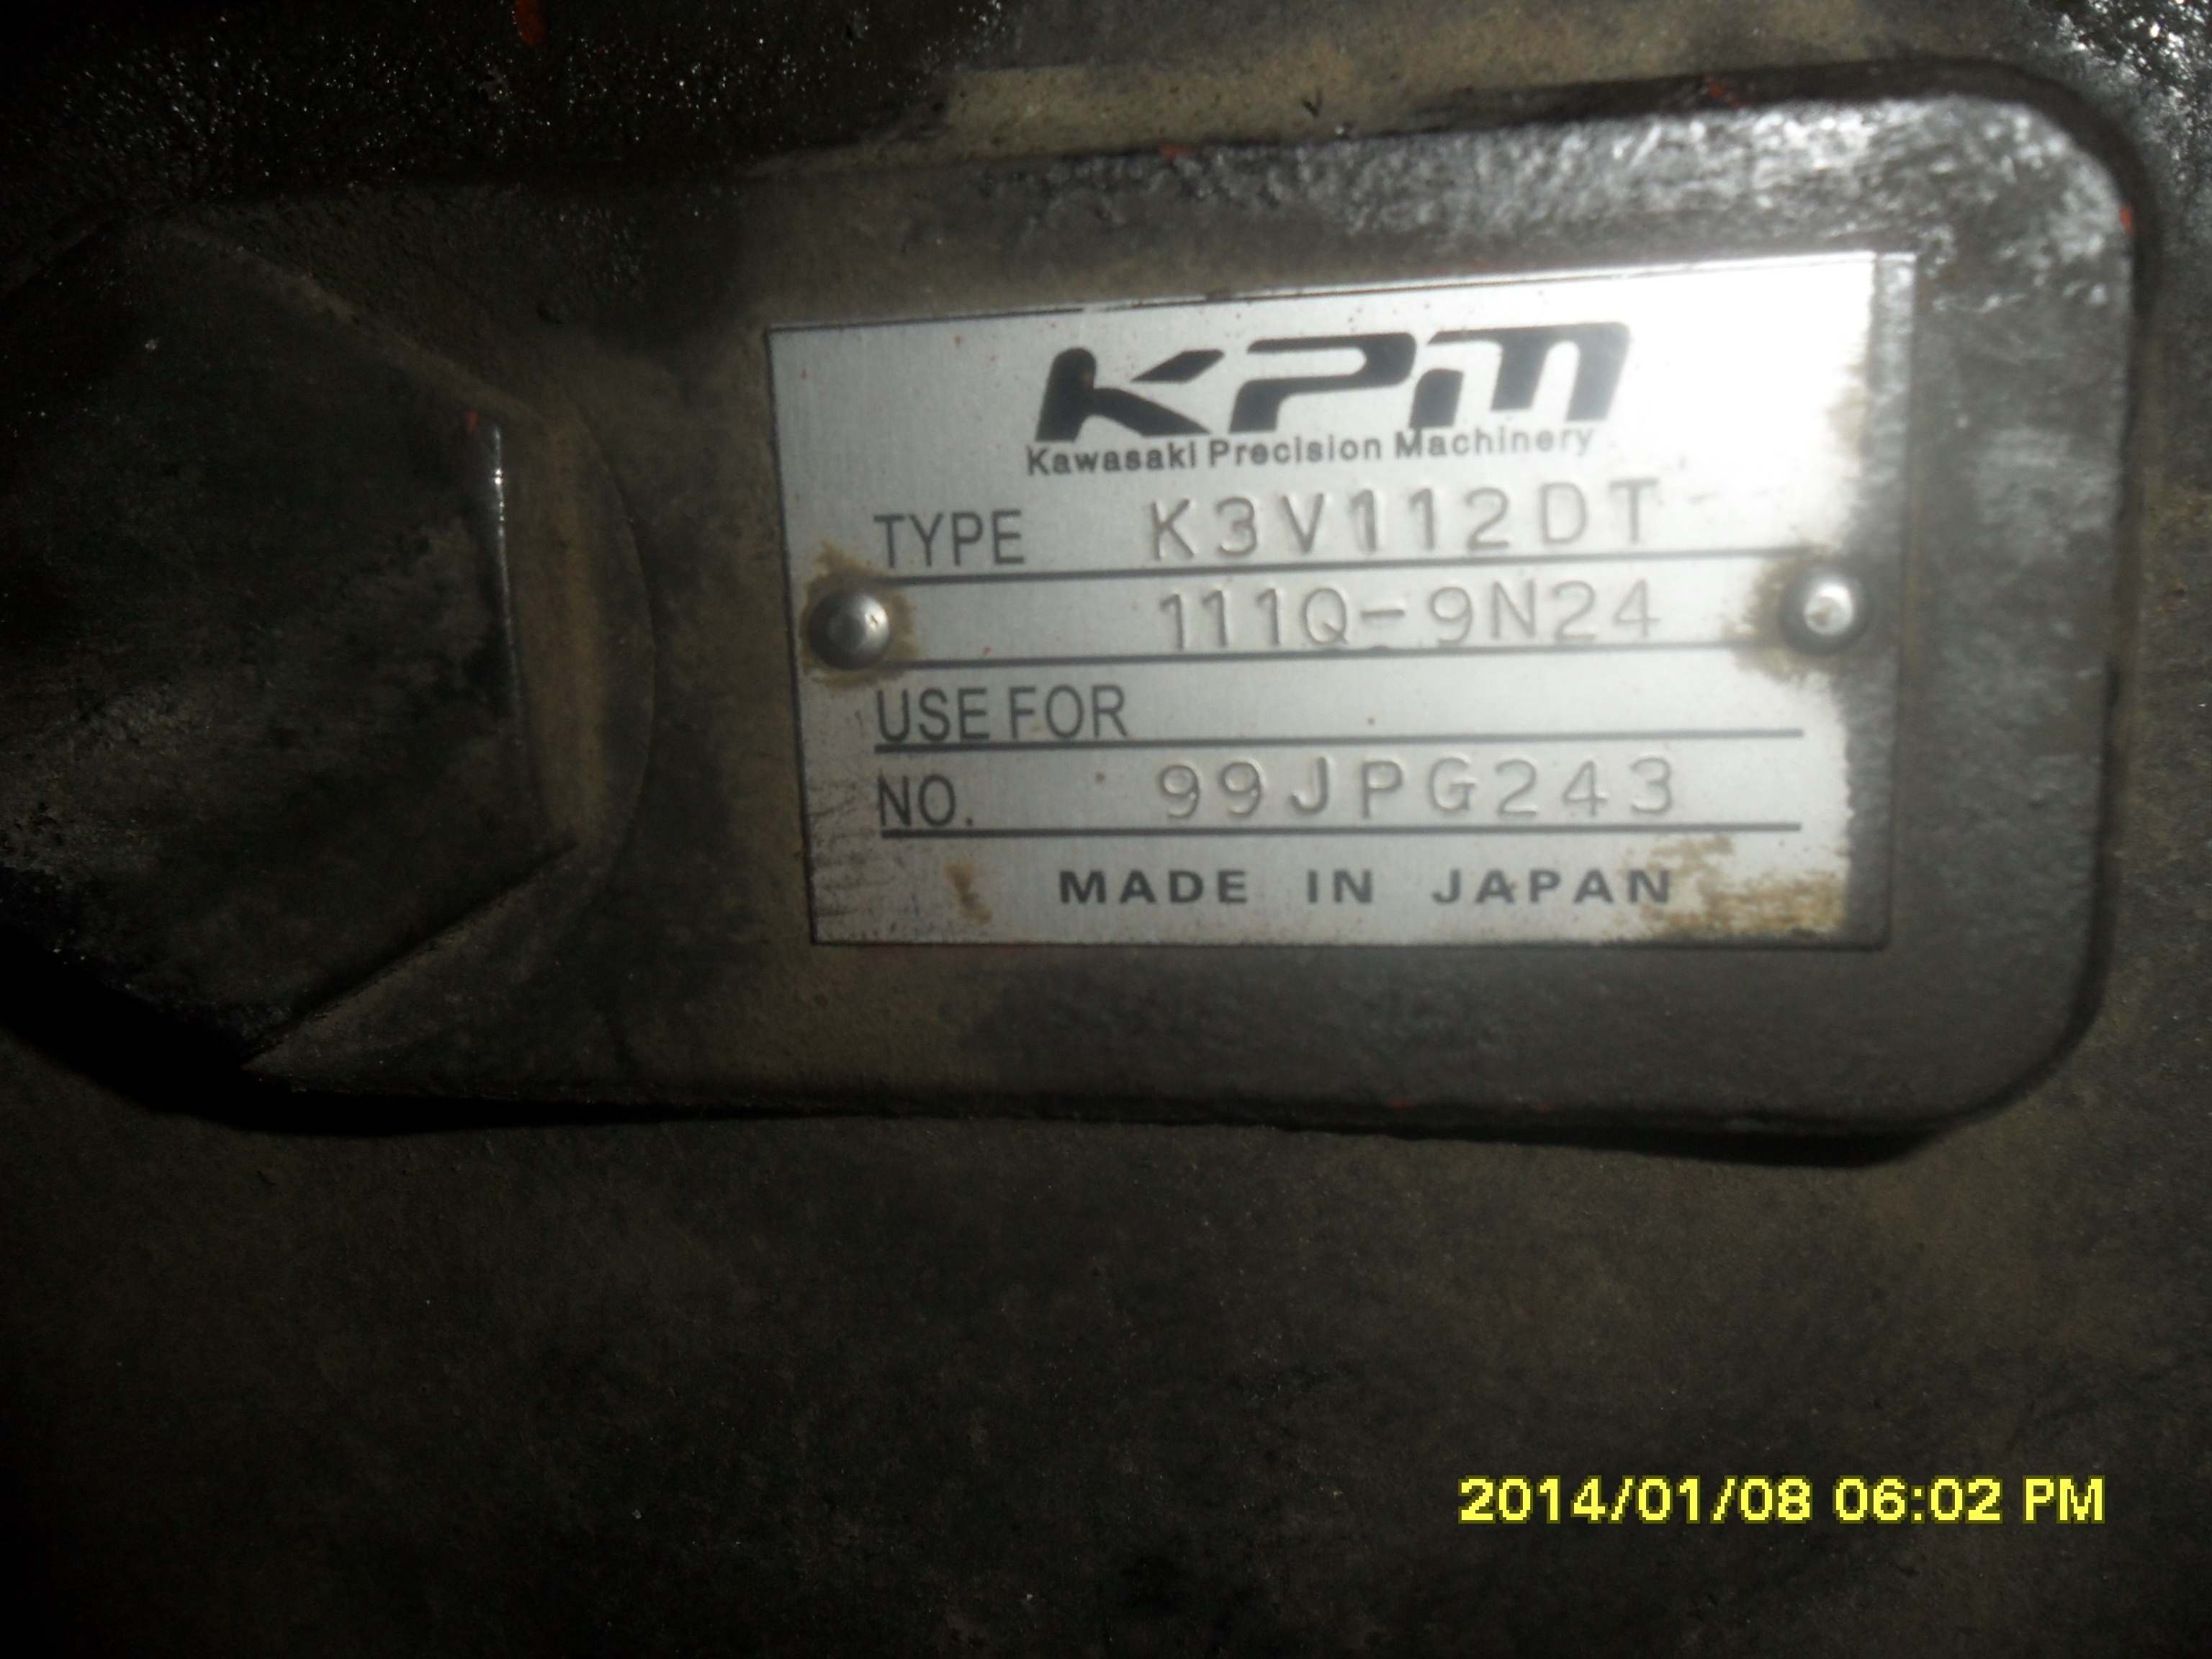 KPM
Kawasaki Precision Machinery
TYPE K3V112DT
111Q-9N24
USE FOR
NO. 99JPG243
MADE IN JAPAN
2014/01/08 06:02 PM